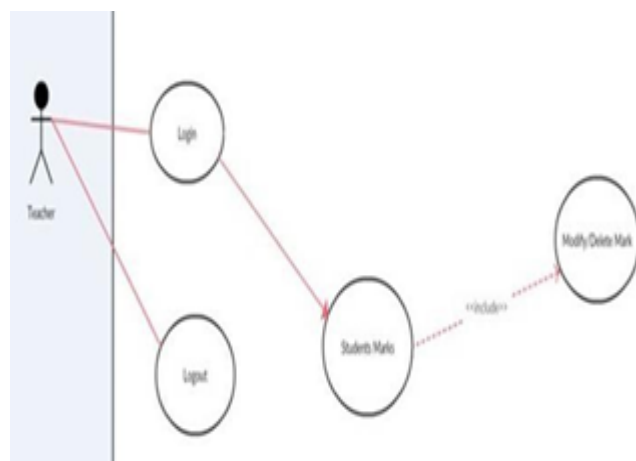 Teacher
Login
Logout
Students Marks
<<include>>
Modify/Delete Mark